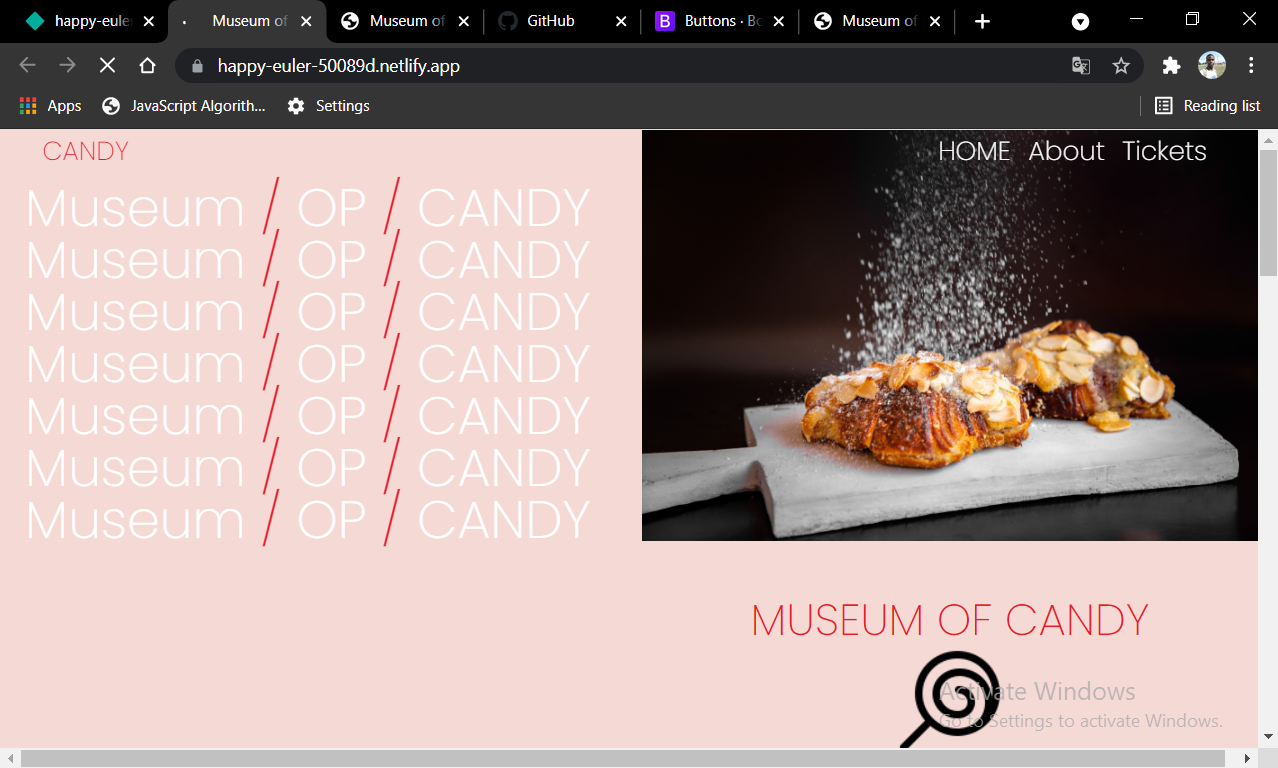 happy-euler
Museum of
Museum of
GitHub
Buttons · Bo
Museum of
happy-euler-50089d.netlify.app
Apps
JavaScript Algorith...
Settings
Reading list
CANDY
HOME About Tickets
Museum / OP / CANDY
Museum / OP / CANDY
Museum / OP / CANDY
Museum / OP / CANDY
Museum / OP / CANDY
Museum / OP / CANDY
Museum / OP / CANDY
MUSEUM OF CANDY
Activate Windows
Go to Settings to activate Windows.